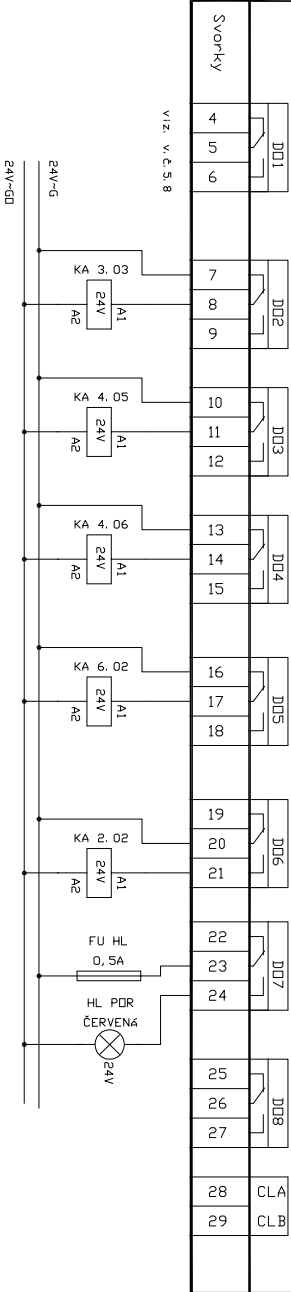 Svorky
4
5
6
DO1
viz. v.č.5.8
24V~G
24V~G0
KA 3.03
24V
A1
A2
7
8
9
DO2
KA 4.05
24V
A1
A2
10
11
12
DO3
KA 4.06
24V
A1
A2
13
14
15
DO4
KA 6.02
24V
A1
A2
16
17
18
DO5
KA 2.02
24V
A1
A2
19
20
21
DO6
FU HL
0,5A
22
23
24
DO7
HL POR
ČERVENÁ
24V
25
26
27
DO8
28 CLA
29 CLB